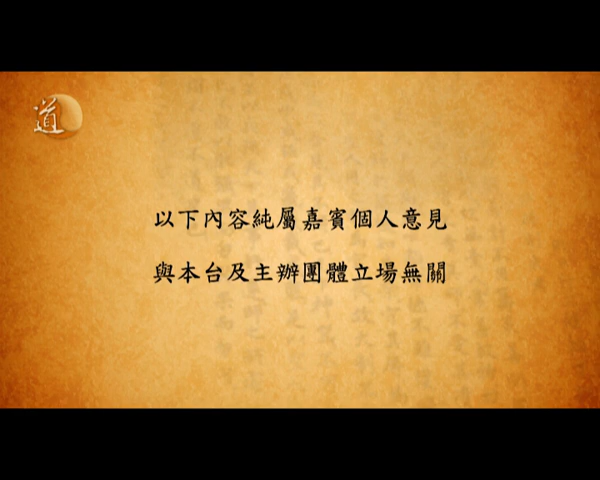 道
以下內容純屬嘉賓個人意見
與本台及主辦團體立場無關